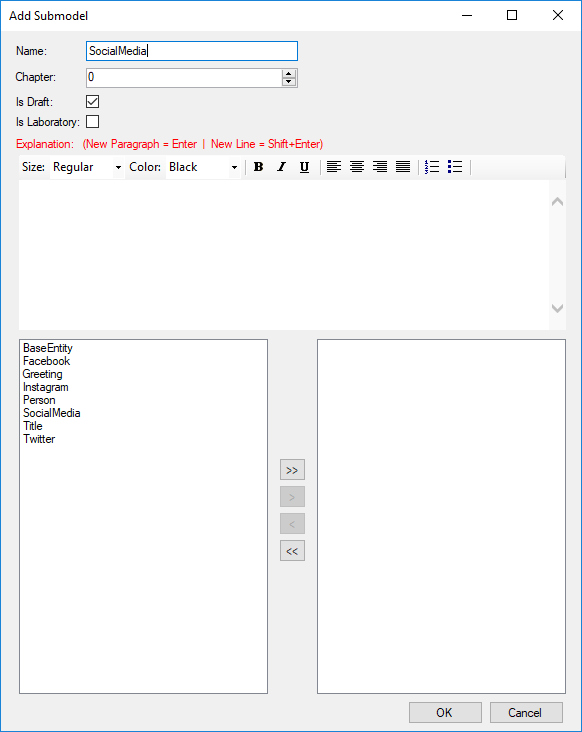 Add Submodel
Name: SocialMedia
Chapter: 0
Is Draft:
Is Laboratory:
Explanation: (New Paragraph = Enter | New Line = Shift+Enter)
Size: Regular Color: Black B I U
BaseEntity
Facebook
Greeting
Instagram
Person
SocialMedia
Title
Twitter
>>
>
<
<<
OK Cancel